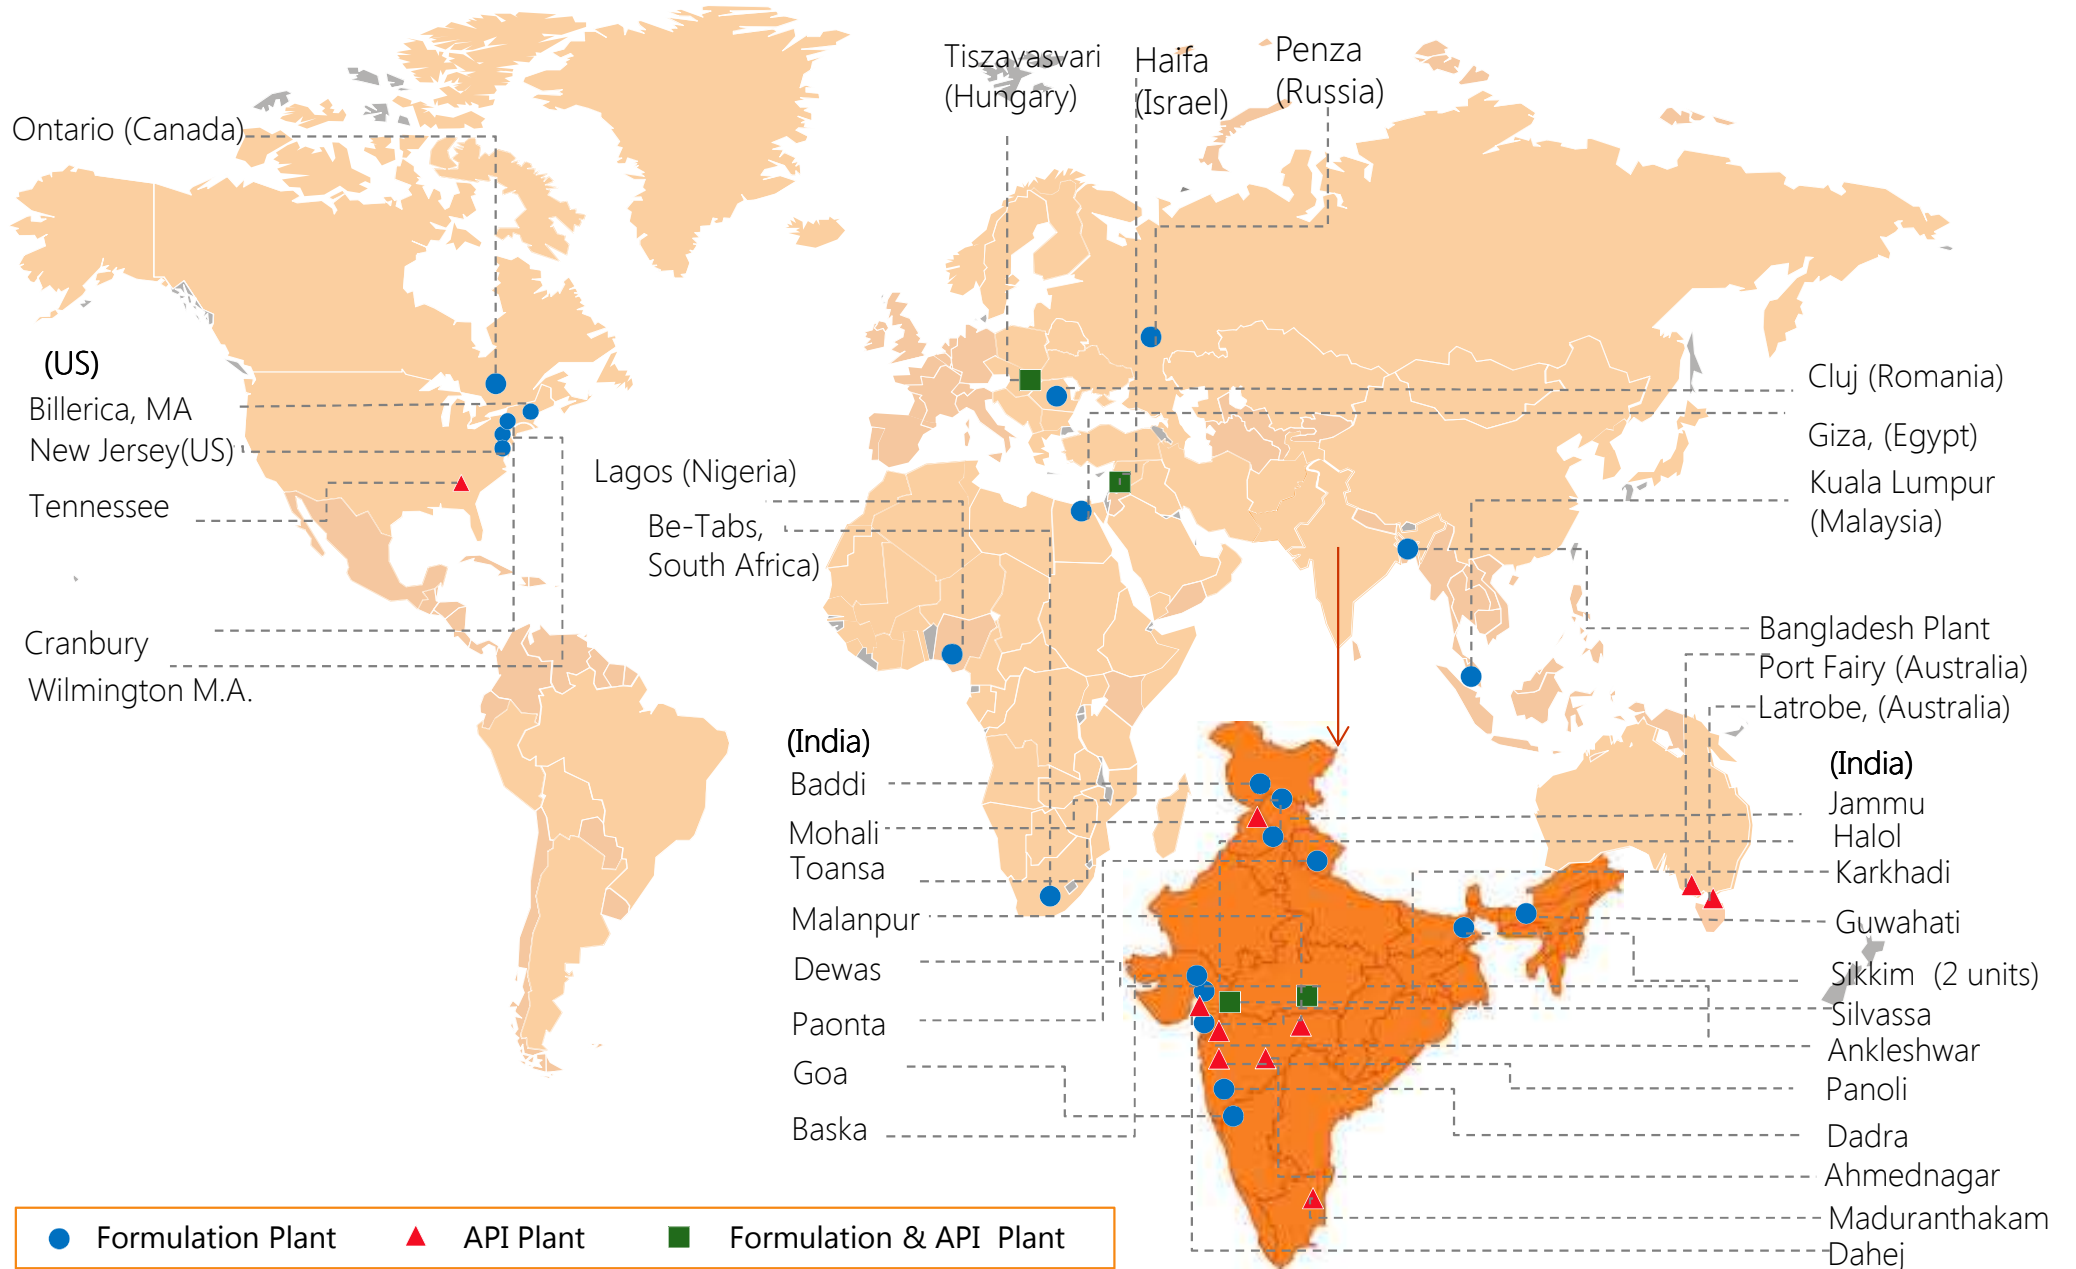 Tiszavasvari
(Hungary)
Haifa
(Israel)
Penza
(Russia)
Ontario (Canada)
(US)
Billerica, MA
New Jersey(US)
Tennessee
Cranbury
Wilmington M.A.
Lagos (Nigeria)
Be-Tabs,
South Africa)
Cluj (Romania)
Giza, (Egypt)
Kuala Lumpur
(Malaysia)
Bangladesh Plant
Port Fairy (Australia)
Latrobe, (Australia)
(India)
Baddi
Mohali
Toansa
Malanpur
Dewas
Paonta
Goa
Baska
(India)
Jammu
Halol
Karkhadi
Guwahati
Sikkim (2 units)
Silvassa
Ankleshwar
Panoli
Dadra
Ahmednagar
Maduranthakam
Dahej
Formulation Plant
API Plant
Formulation & API Plant